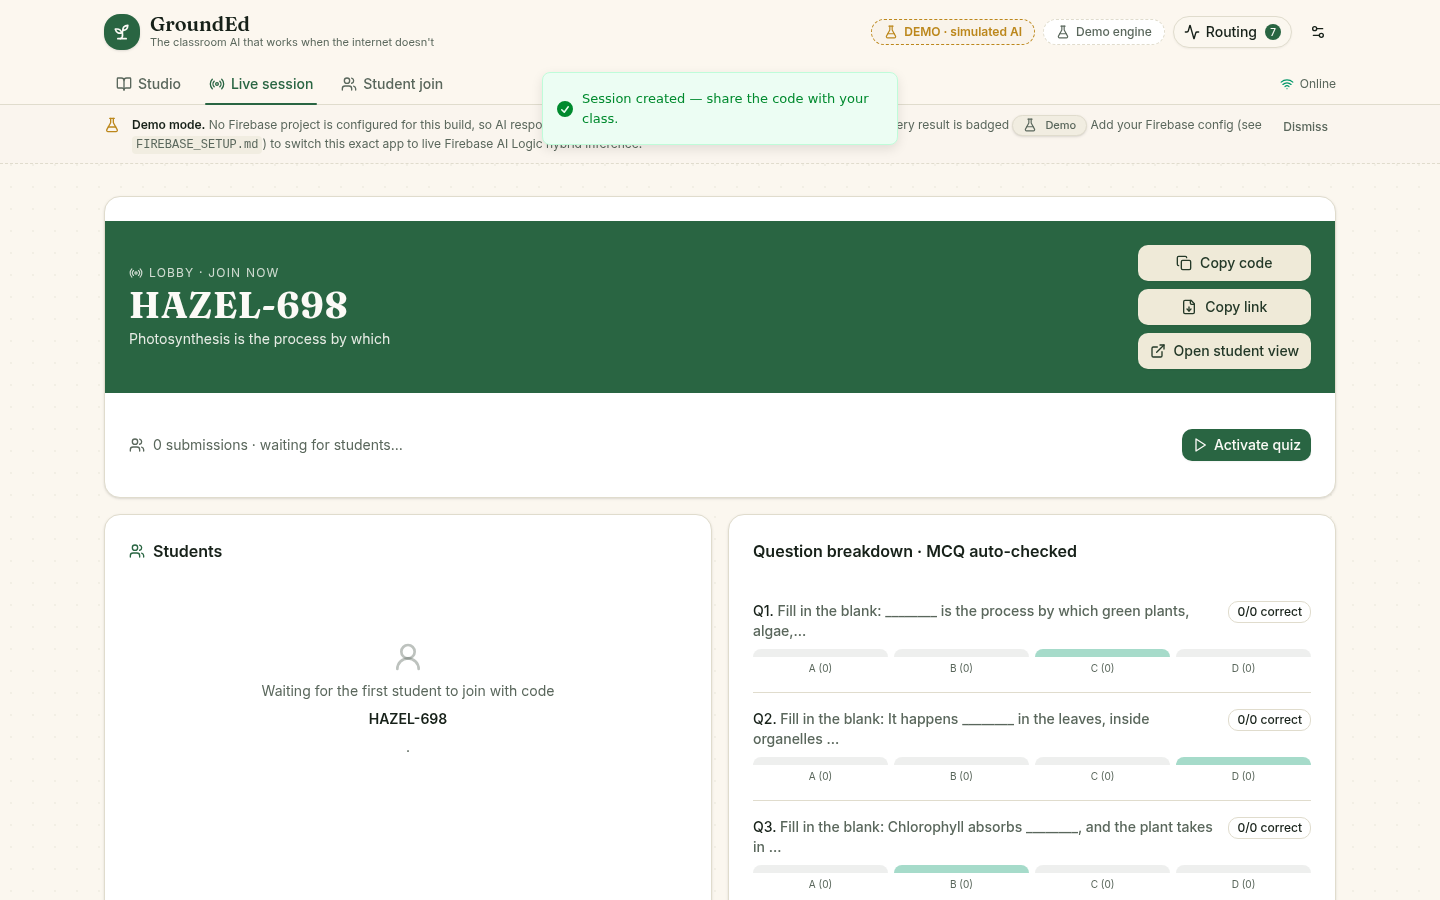 GroundEd
The classroom AI that works when the internet doesn't
DEMO · simulated AI
Demo engine
Routing 7
Studio
Live session
Student join
Online
Session created — share the code with your
class.
Demo mode. No Firebase project is configured for this build, so AI respo
ery result is badged Demo Add your Firebase config (see
FIREBASE_SETUP.md) to switch this exact app to live Firebase AI Logic hybrid inference.
Dismiss
LOBBY · JOIN NOW
HAZEL-698
Photosynthesis is the process by which
Copy code
Copy link
Open student view
0 submissions · waiting for students...
Activate quiz
Students
Waiting for the first student to join with code
HAZEL-698
.
Question breakdown · MCQ auto-checked
Q1. Fill in the blank: ________ is the process by which green plants,
algae,...
0/0 correct
A (0) B (0) C (0) D (0)
Q2. Fill in the blank: It happens ________ in the leaves, inside
organelles ...
0/0 correct
A (0) B (0) C (0) D (0)
Q3. Fill in the blank: Chlorophyll absorbs ________, and the plant takes
in ...
0/0 correct
A (0) B (0) C (0) D (0)